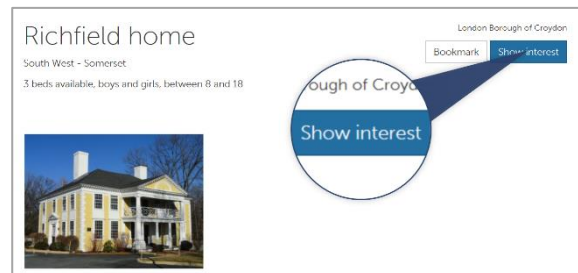 Richfield home
South West - Somerset
3 beds available, boys and girls, between 8 and 18
London Borough of Croydon
Bookmark
Show interest
ough of Croyd
Show interest